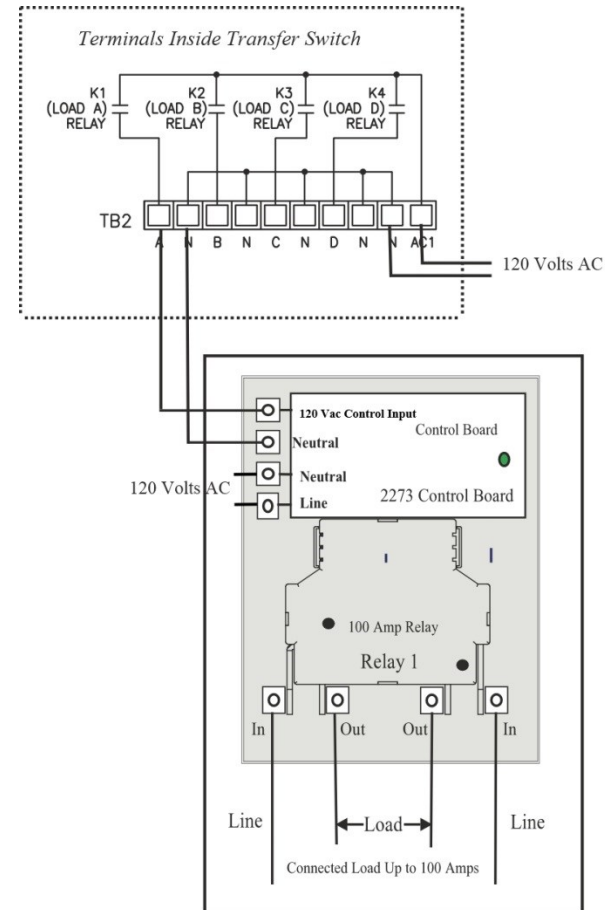 Terminals Inside Transfer Switch
K1 K2 K3 K4
(LOAD A) (LOAD B) (LOAD C) (LOAD D)
RELAY RELAY RELAY RELAY
TB2
A N B N C N D N N AC1
120 Volts AC
120 Vac Control Input
Control Board
Neutral
Neutral
120 Volts AC
Line
2273 Control Board
100 Amp Relay
Relay 1
In Out Out In
Line Load Line
Connected Load Up to 100 Amps